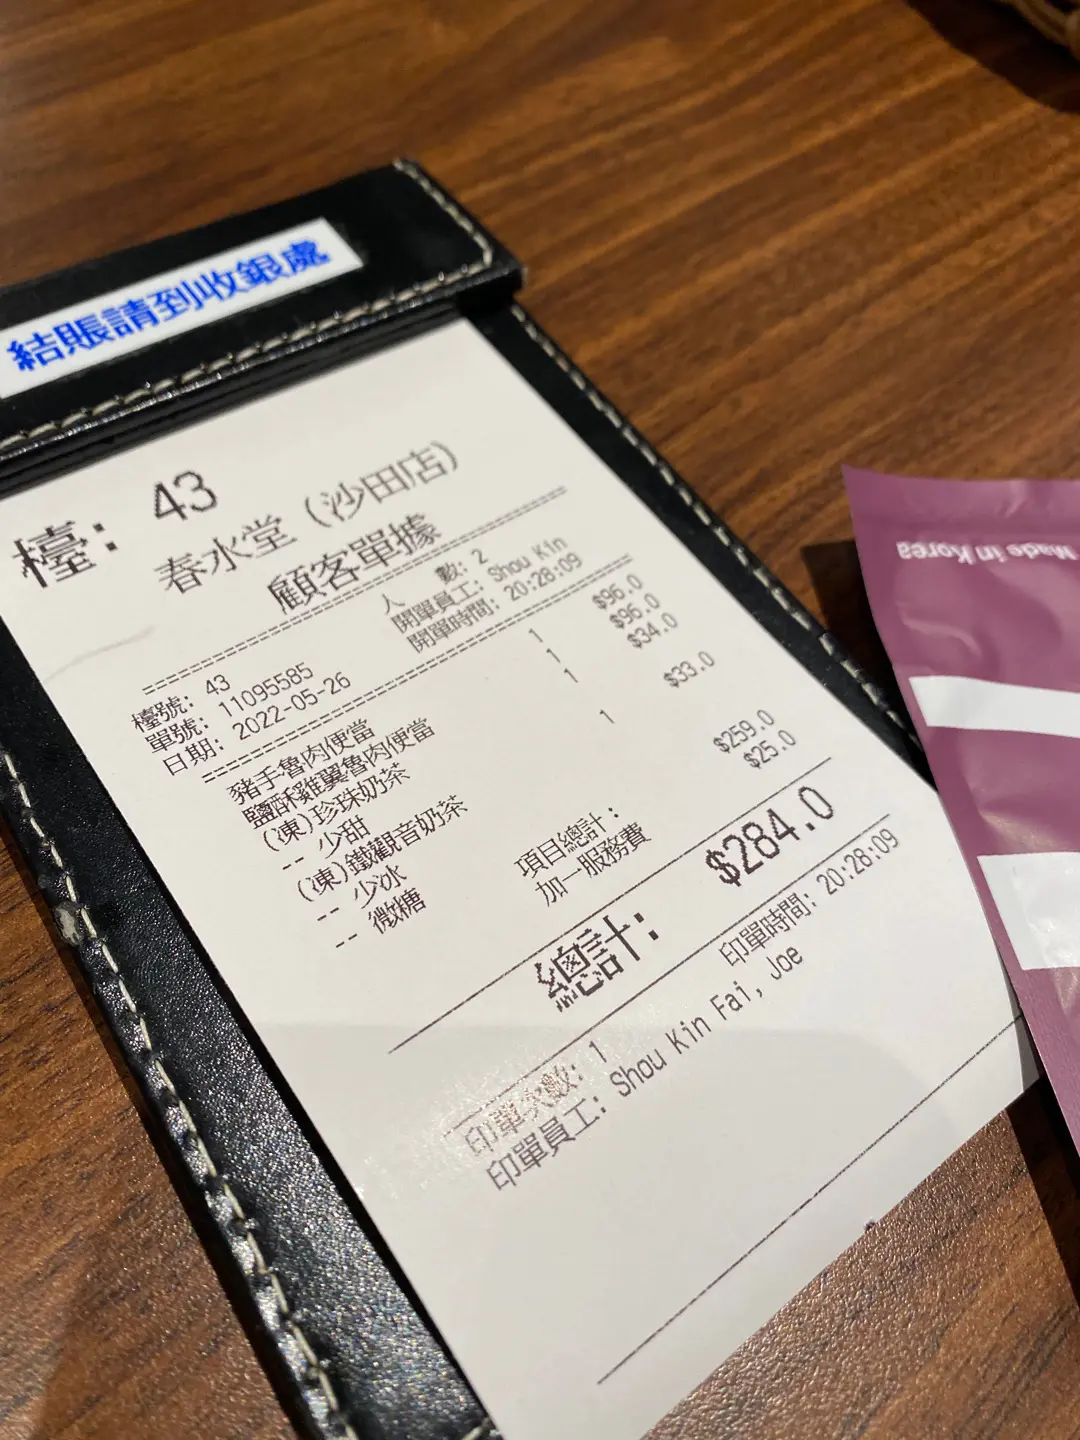 結賬請到收銀處
檯: 43
春水堂 (沙田店)
顧客單據
人 數: 2
開單員工: Shou Kin
開單時間: 20:28:09
檯號: 43
單號: 11095585
日期: 2022-05-26
豬手魯肉便當 1 $96.0
鹽酥雞翼魯肉便當 1 $96.0
(凍)珍珠奶茶 1 $34.0
-- 少甜
(凍)鐵觀音奶茶 1 $33.0
-- 少冰
-- 微糖
項目總計: $259.0
加一服務費 $25.0
總計: $284.0
印單時間: 20:28:09
印單次數: 1
印單員工: Shou Kin Fai, Joe
Made in Korea